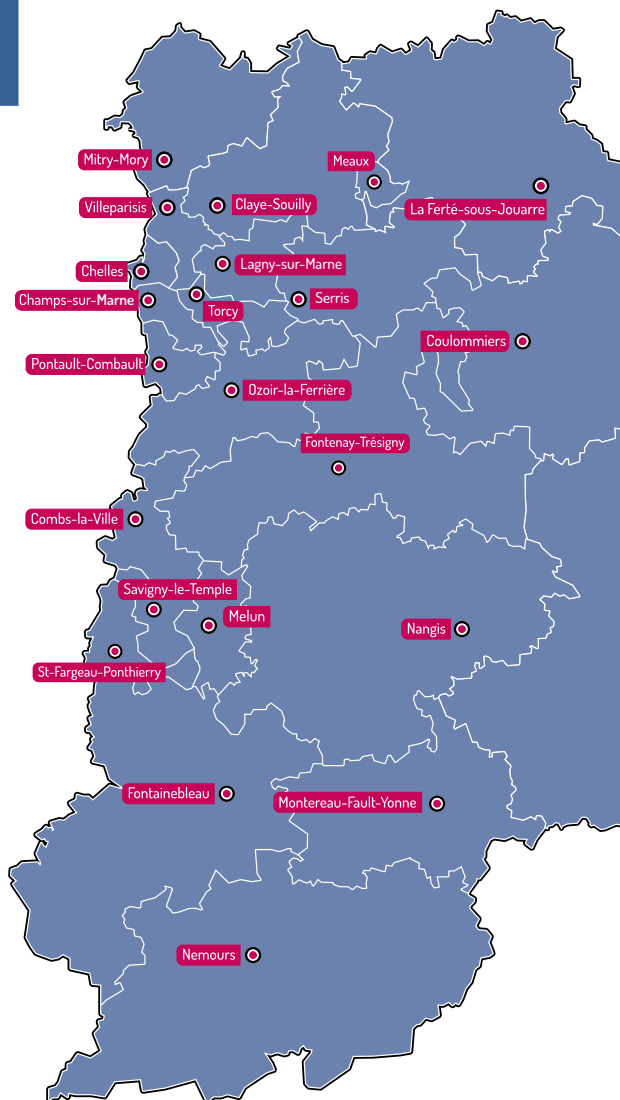 Mitry-Mory
Meaux
Villeparisis
Claye-Souilly
La Ferté-sous-Jouarre
Chelles
Lagny-sur-Marne
Champs-sur-Marne
Torcy
Serris
Coulommiers
Pontault-Combault
Ozoir-la-Ferrière
Fontenay-Trésigny
Combs-la-Ville
Savigny-le-Temple
Melun
Nangis
St-Fargeau-Ponthierry
Fontainebleau
Montereau-Fault-Yonne
Nemours